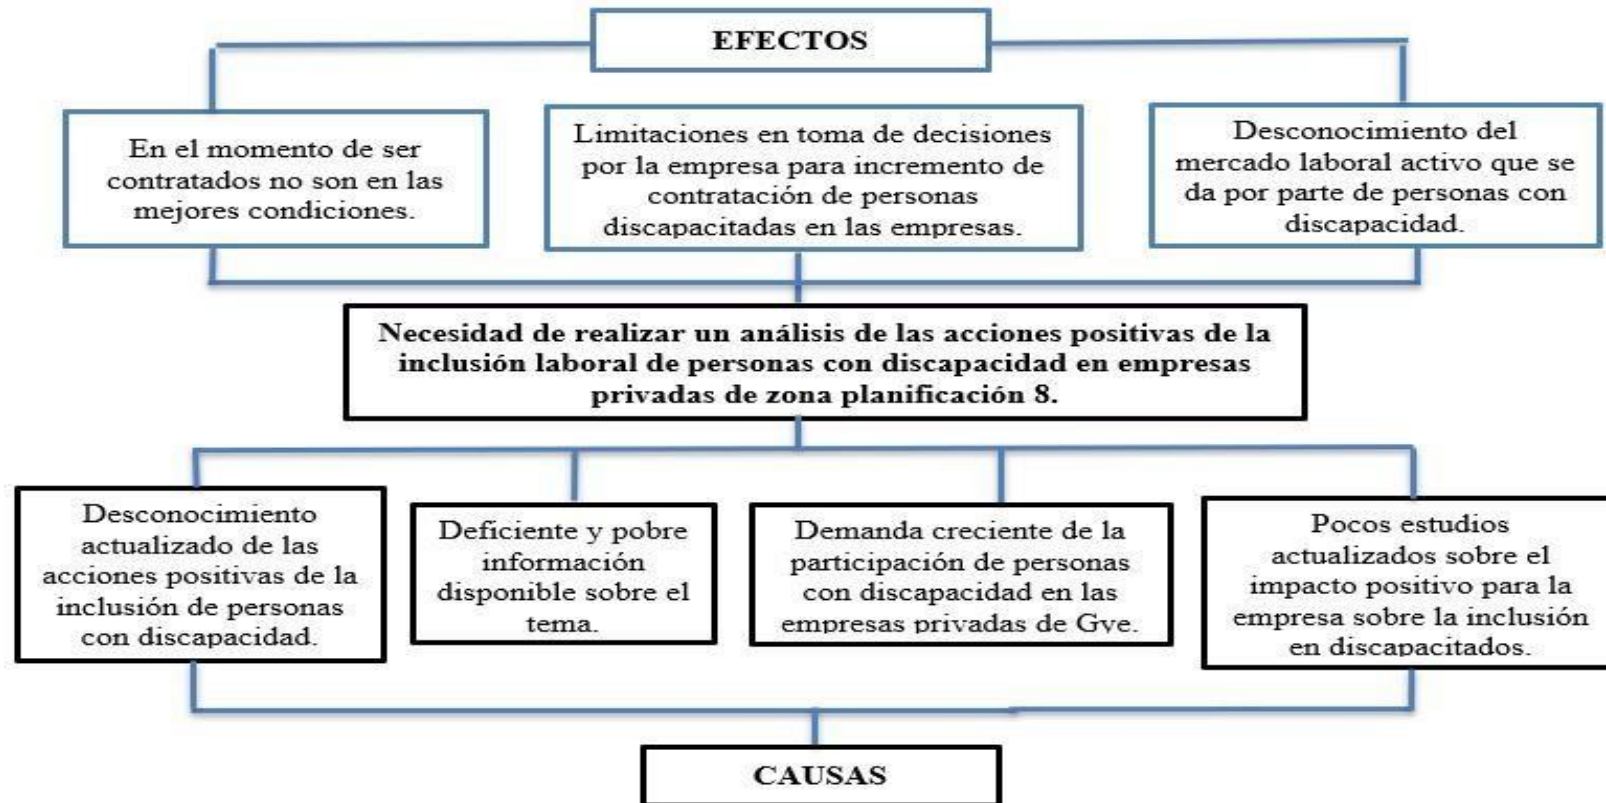 EFECTOS
En el momento de ser
contratados no son en las
mejores condiciones.
Limitaciones en toma de decisiones
por la empresa para incremento de
contratación de personas
discapacitadas en las empresas.
Desconocimiento del
mercado laboral activo que se
da por parte de personas con
discapacidad.
Necesidad de realizar un análisis de las acciones positivas de la
inclusión laboral de personas con discapacidad en empresas
privadas de zona planificación 8.
Desconocimiento
actualizado de las
acciones positivas de la
inclusión de personas
con discapacidad.
Deficiente y pobre
información
disponible sobre el
tema.
Demanda creciente de la
participación de personas
con discapacidad en las
empresas privadas de Gye.
Pocos estudios
actualizados sobre el
impacto positivo para la
empresa sobre la inclusión
en discapacitados.
CAUSAS